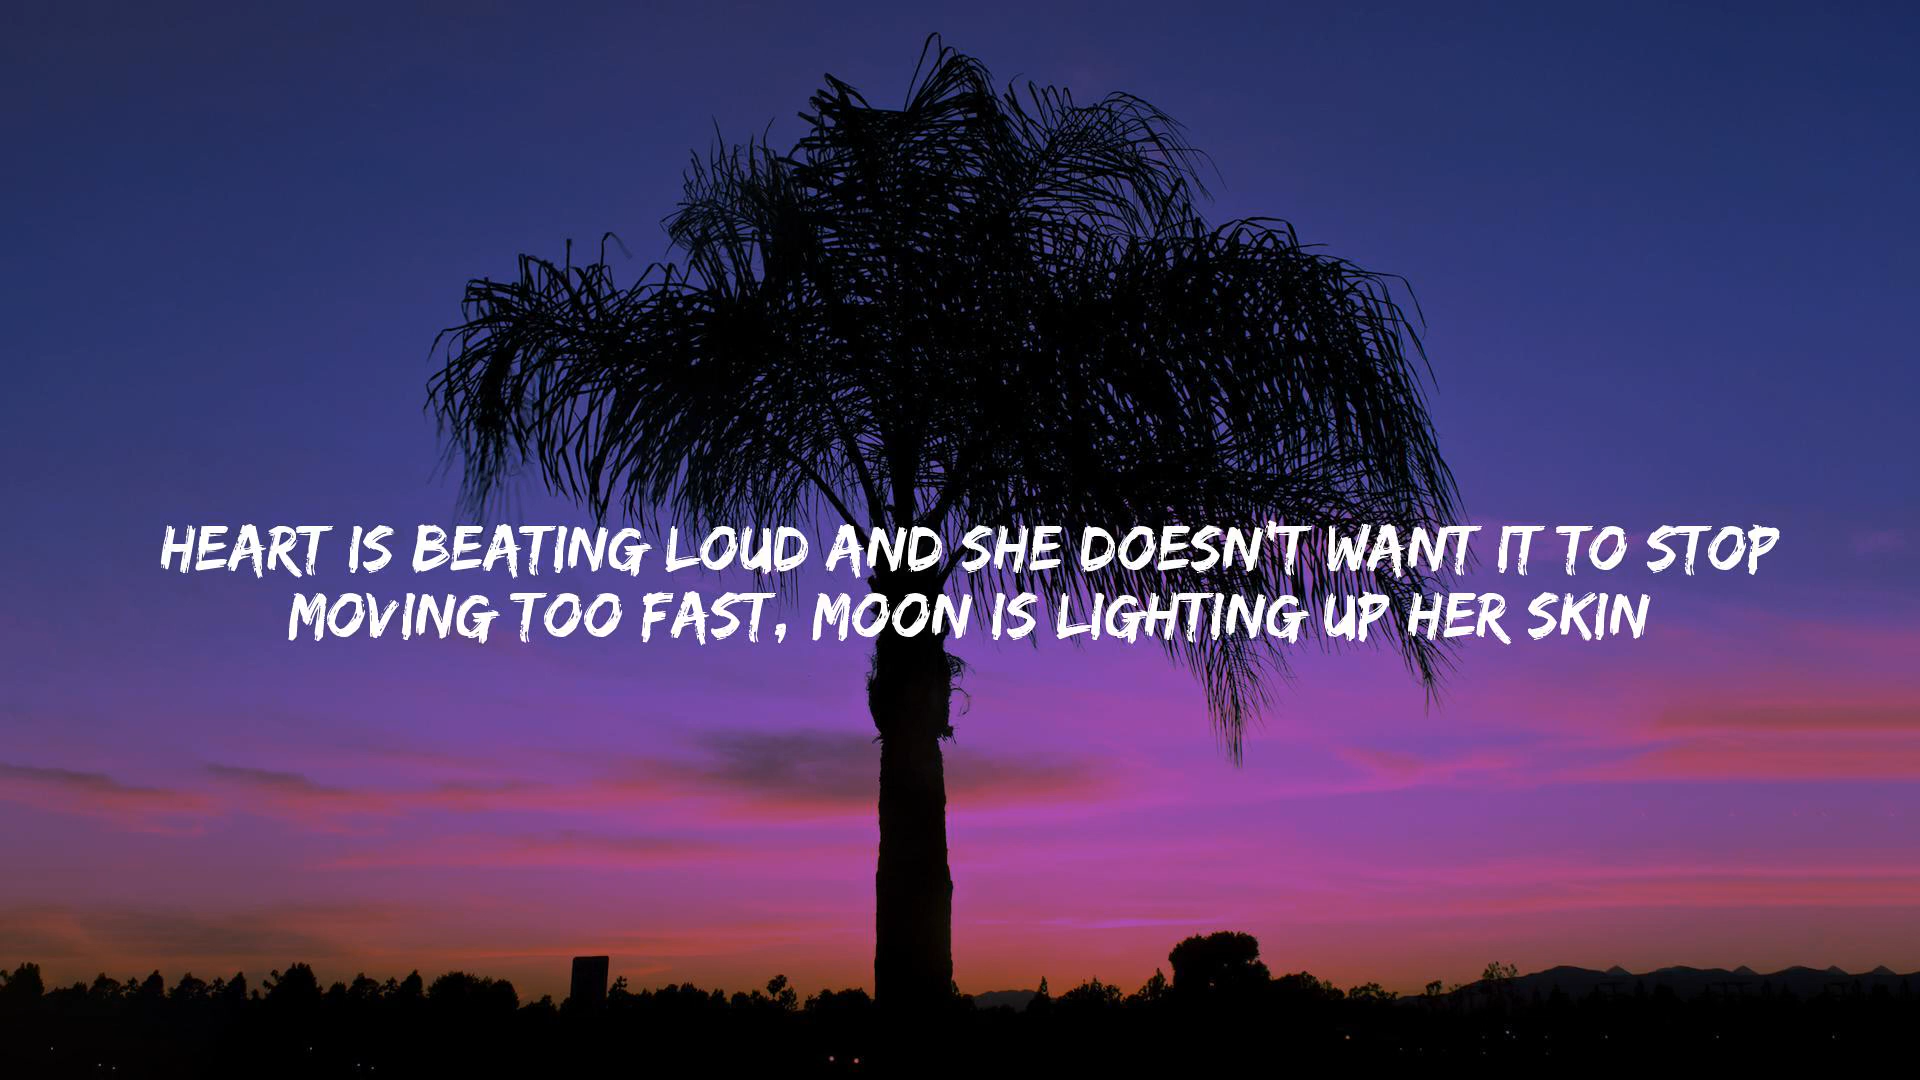 HEART IS BEATING LOUD AND SHE DOESN'T WANT IT TO STOP
MOVING TOO FAST, MOON IS LIGHTING UP HER SKIN